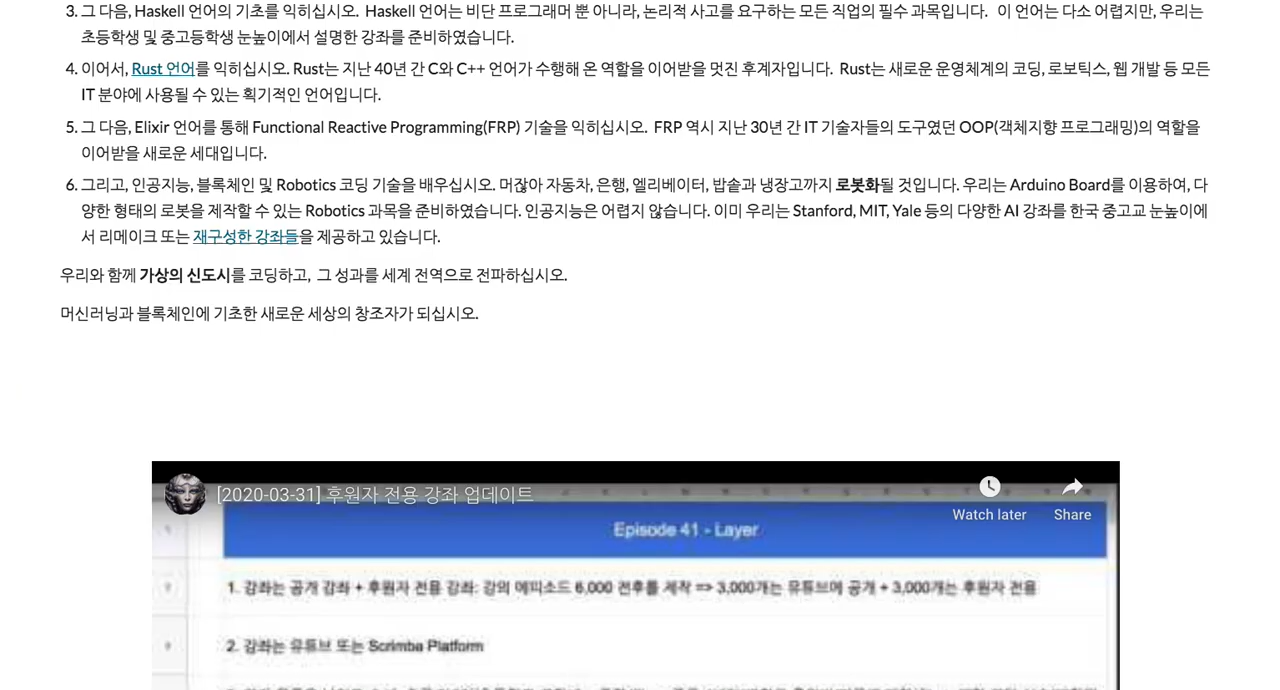 3. 그 다음, Haskell 언어의 기초를 익히십시오. Haskell 언어는 비단 프로그래머 뿐 아니라, 논리적 사고를 요구하는 모든 직업의 필수 과목입니다. 이 언어는 다소 어렵지만, 우리는
초등학생 및 중고등학생 눈높이에서 설명한 강좌를 준비하였습니다.
4. 이어서, Rust 언어를 익히십시오. Rust는 지난 40년 간 C와 C++ 언어가 수행해 온 역할을 이어받을 멋진 후계자입니다. Rust는 새로운 운영체계의 코딩, 로보틱스, 웹 개발 등 모든
IT 분야에 사용될 수 있는 획기적인 언어입니다.
5. 그 다음, Elixir 언어를 통해 Functional Reactive Programming(FRP) 기술을 익히십시오. FRP 역시 지난 30년 간 IT 기술자들의 도구였던 OOP(객체지향 프로그래밍)의 역할을
이어받을 새로운 세대입니다.
6. 그리고, 인공지능, 블록체인 및 Robotics 코딩 기술을 배우십시오. 머잖아 자동차, 은행, 엘리베이터, 밥솥과 냉장고까지 로봇화될 것입니다. 우리는 Arduino Board를 이용하여, 다
양한 형태의 로봇을 제작할 수 있는 Robotics 과목을 준비하였습니다. 인공지능은 어렵지 않습니다. 이미 우리는 Stanford, MIT, Yale 등의 다양한 AI 강좌를 한국 중고교 눈높이에
서 리메이크 또는 재구성한 강좌들을 제공하고 있습니다.
우리와 함께 가상의 신도시를 코딩하고, 그 성과를 세계 전역으로 전파하십시오.
머신러닝과 블록체인에 기초한 새로운 세상의 창조자가 되십시오.
[2020-03-31] 후원자 전용 강좌 업데이트
Watch later
Share
Episode 41 - Layer
1. 강좌는 공개 강좌 + 후원자 전용 강좌: 강의 에피소드 6,000 전후를 제작 => 3,000개는 유튜브에 공개 + 3,000개는 후원자 전용
2. 강좌는 유튜브 또는 Scrimba Platform